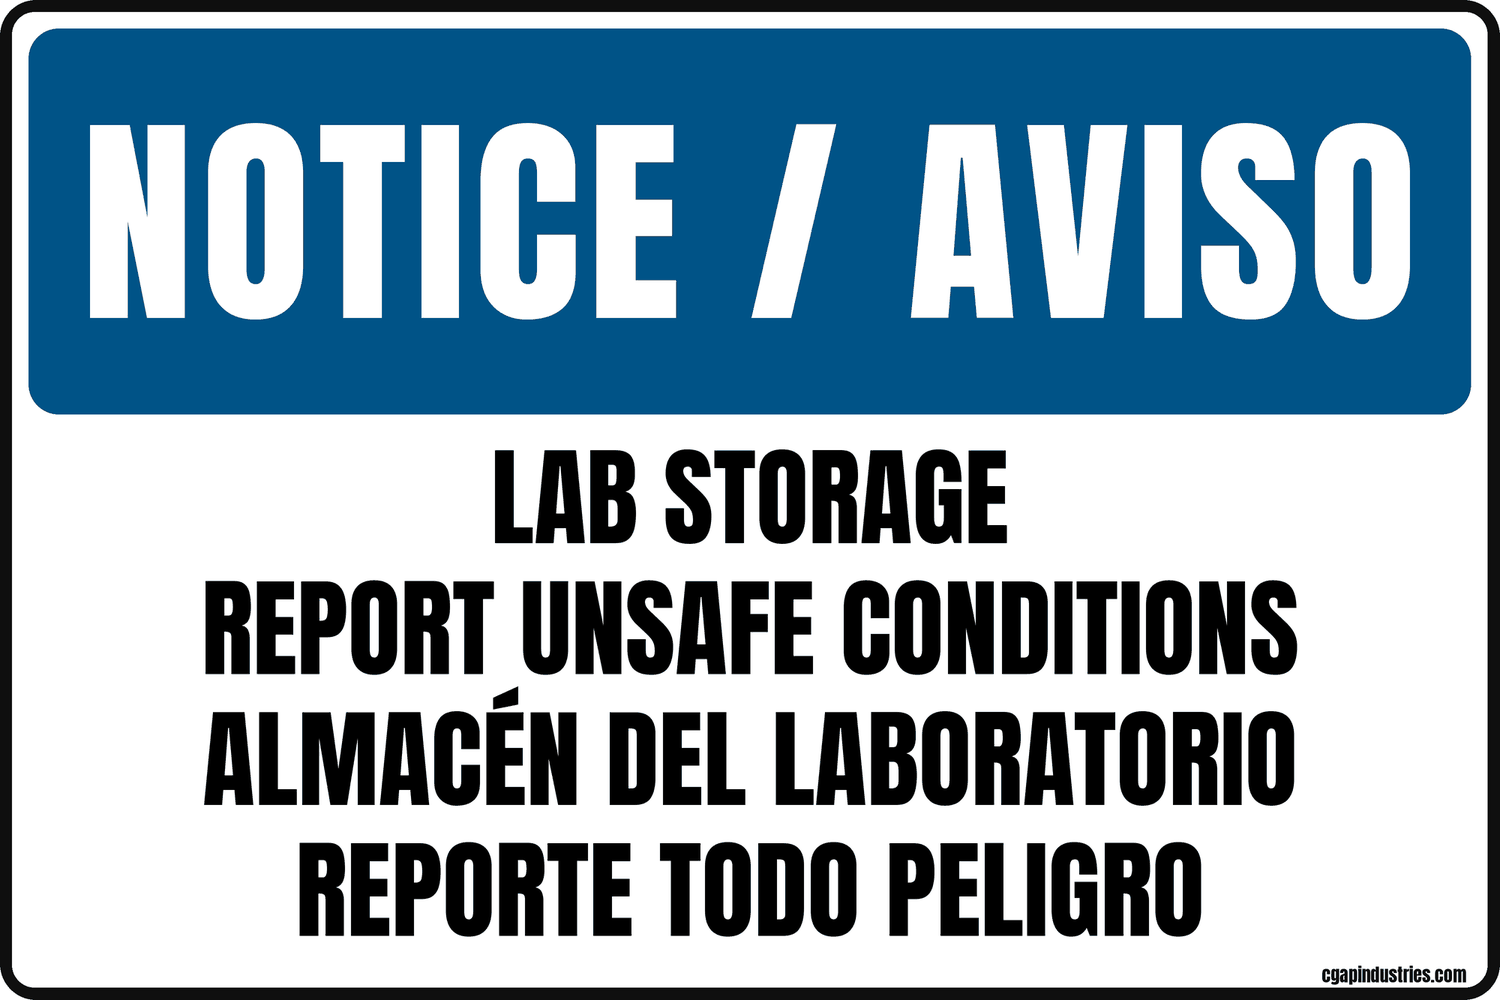 NOTICE / AVISO
LAB STORAGE
REPORT UNSAFE CONDITIONS
ALMACÉN DEL LABORATORIO
REPORTE TODO PELIGRO
cgapindustries.com